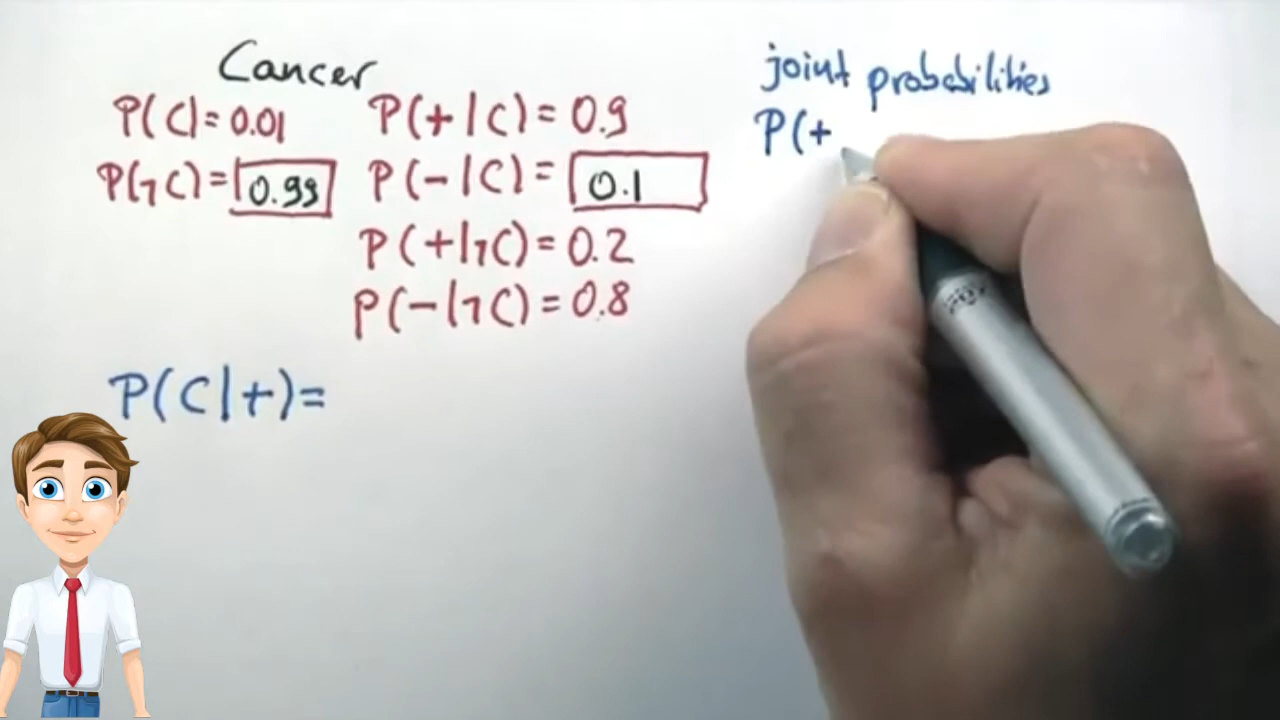 Cancer
P(C)=0.01 P(+|C)=0.9
P(¬C)=0.99 P(-|C)=0.1
P(+|¬C)=0.2
P(-|¬C)=0.8
P(C|+)=
joint probabilities
P(+